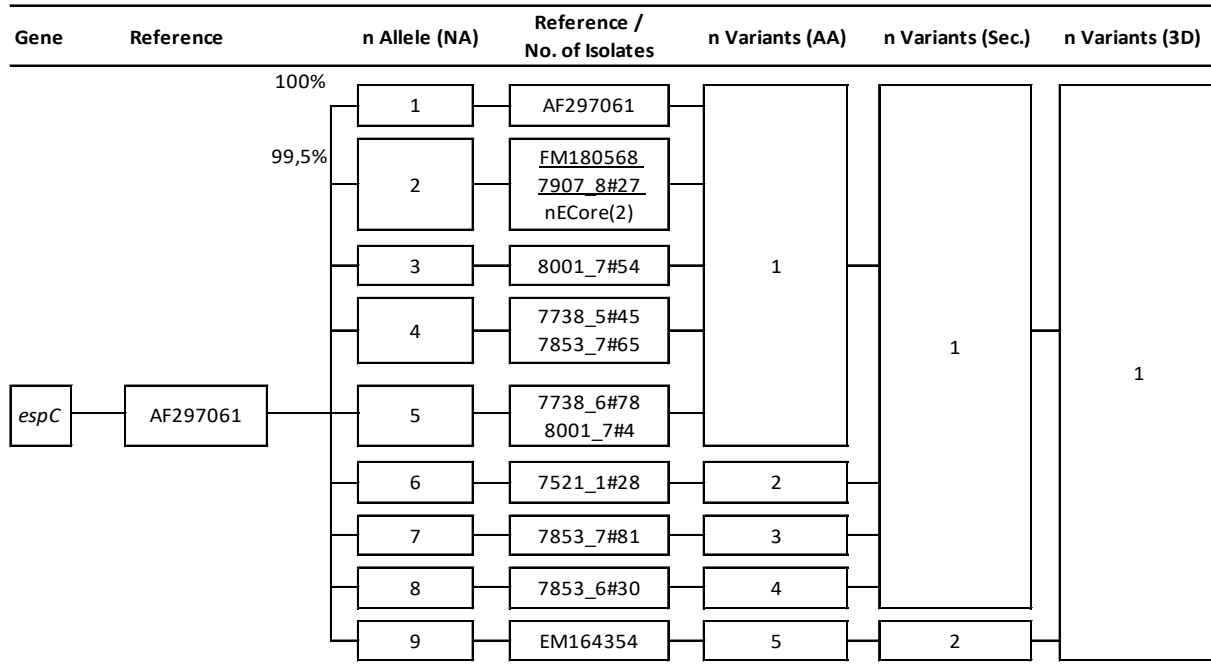 Gene Reference n Allele (NA) Reference / No. of Isolates n Variants (AA) n Variants (Sec.) n Variants (3D)
100%
1 AF297061
99,5%
2 FM180568
7907_8#27
nECore(2)
3 8001_7#54 1
4 7738_5#45
7853_7#65
1
1
espC AF297061 5 7738_6#78
8001_7#4
6 7521_1#28 2
7 7853_7#81 3
8 7853_6#30 4
9 EM164354 5 2